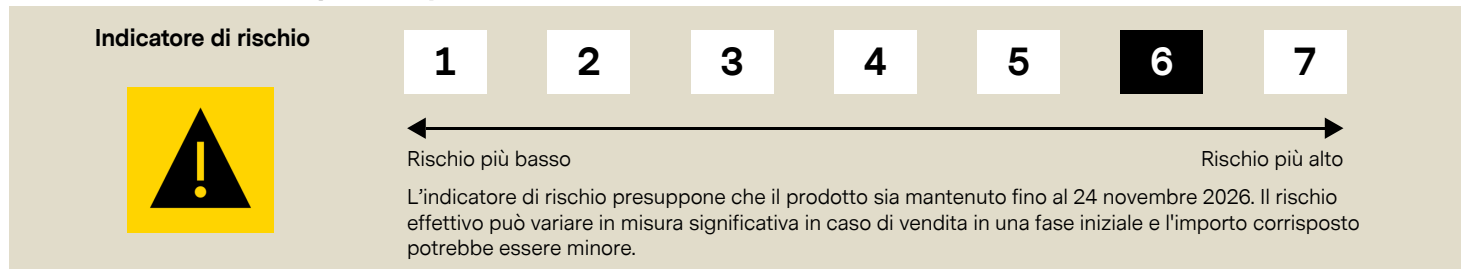 Indicatore di rischio
1 2 3 4 5 6 7
Rischio più basso Rischio più alto
L'indicatore di rischio presuppone che il prodotto sia mantenuto fino al 24 novembre 2026. Il rischio
effettivo può variare in misura significativa in caso di vendita in una fase iniziale e l'importo corrisposto
potrebbe essere minore.